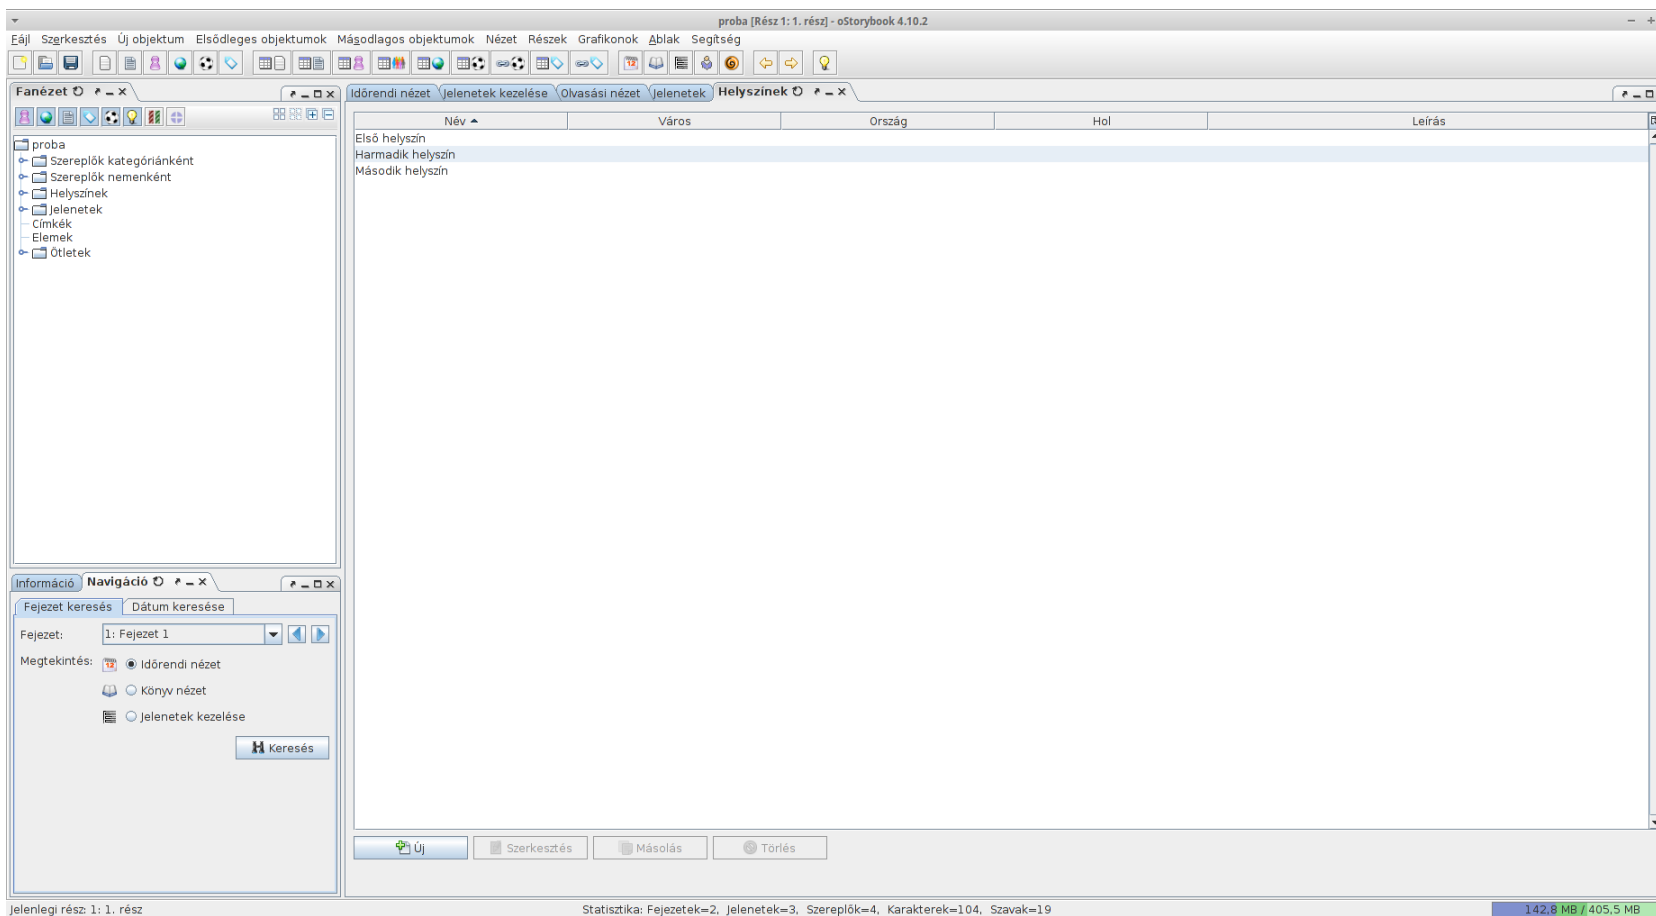 proba [Rész 1: 1. rész] - oStorybook 4.10.2
Fájl Szerkesztés Új objektum Elsődleges objektumok Másodlagos objektumok Nézet Részek Grafikonok Ablak Segítség
Fanézet
Időrendi nézet Jelenetek kezelése Olvasási nézet Jelenetek Helyszínek
Név Város Ország Hol Leírás
Első helyszín
Harmadik helyszín
Második helyszín
proba
Szereplők kategóriánként
Szereplők nemenként
Helyszínek
Jelenetek
Címkék
Elemek
Ötletek
Információ Navigáció
Fejezet keresés Dátum keresése
Fejezet: 1: Fejezet 1
Megtekintés: 12 Időrendi nézet
Könyv nézet
Jelenetek kezelése
Keresés
Új Szerkesztés Másolás Törlés
Jelenlegi rész: 1: 1. rész Statisztika: Fejezetek=2, Jelenetek=3, Szereplők=4, Karakterek=104, Szavak=19 142,8 MB / 405,5 MB